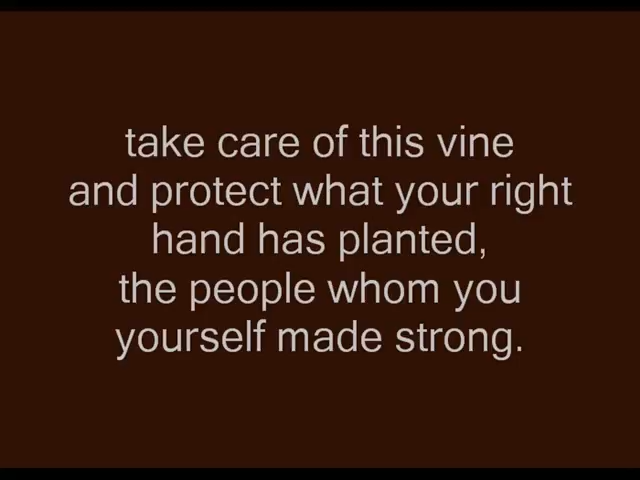 take care of this vine
and protect what your right
hand has planted,
the people whom you
yourself made strong.